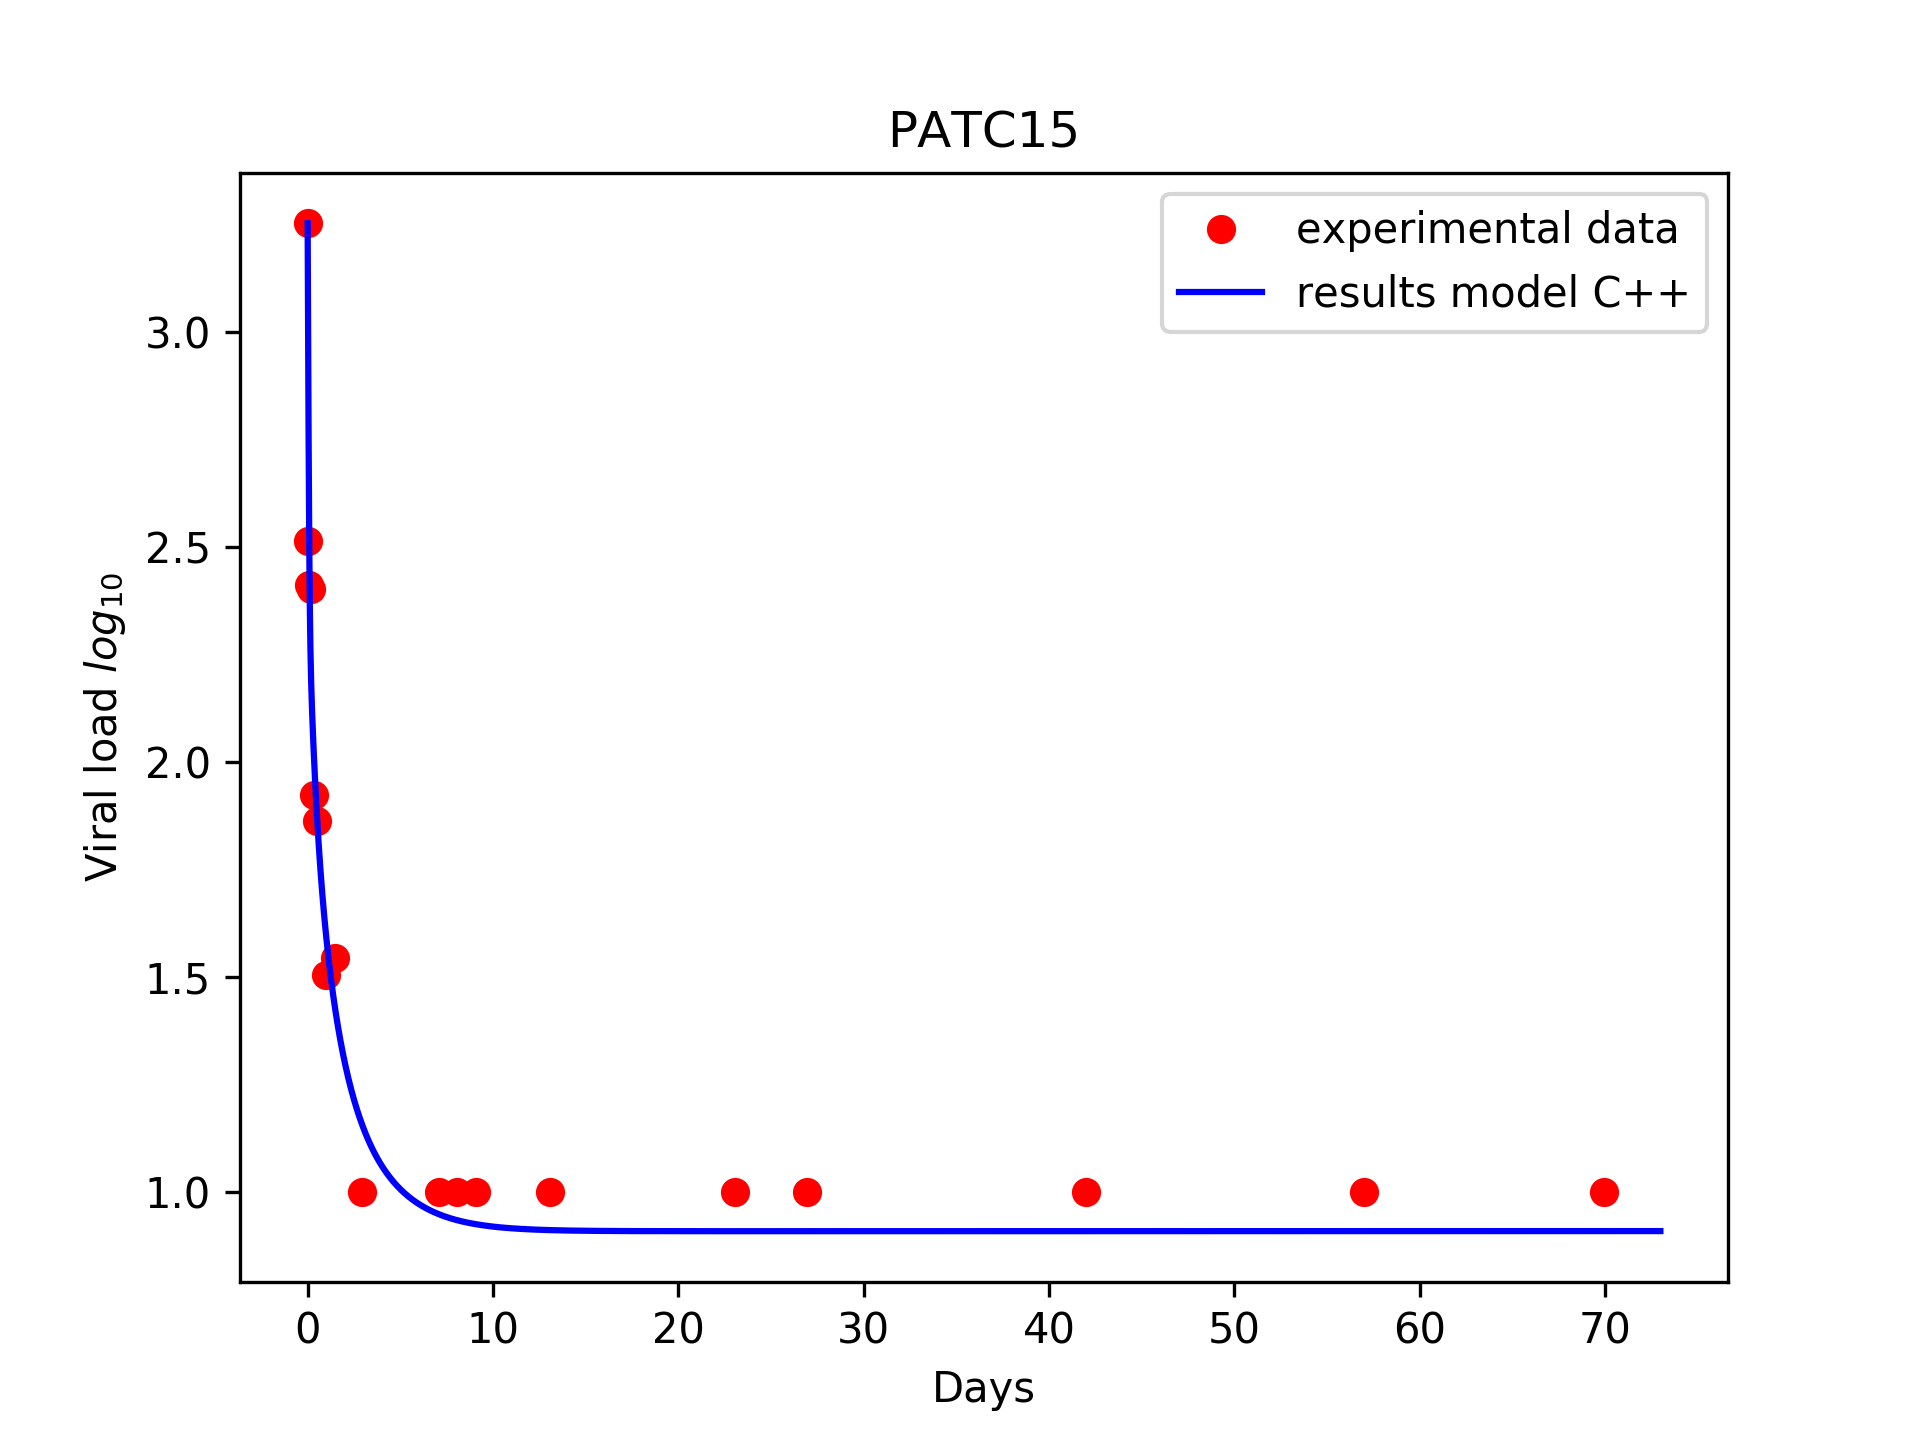 PATC15
experimental data
results model C++
3.0
2.5
2.0
1.5
1.0
Viral load log₁₀
0 10 20 30 40 50 60 70
Days